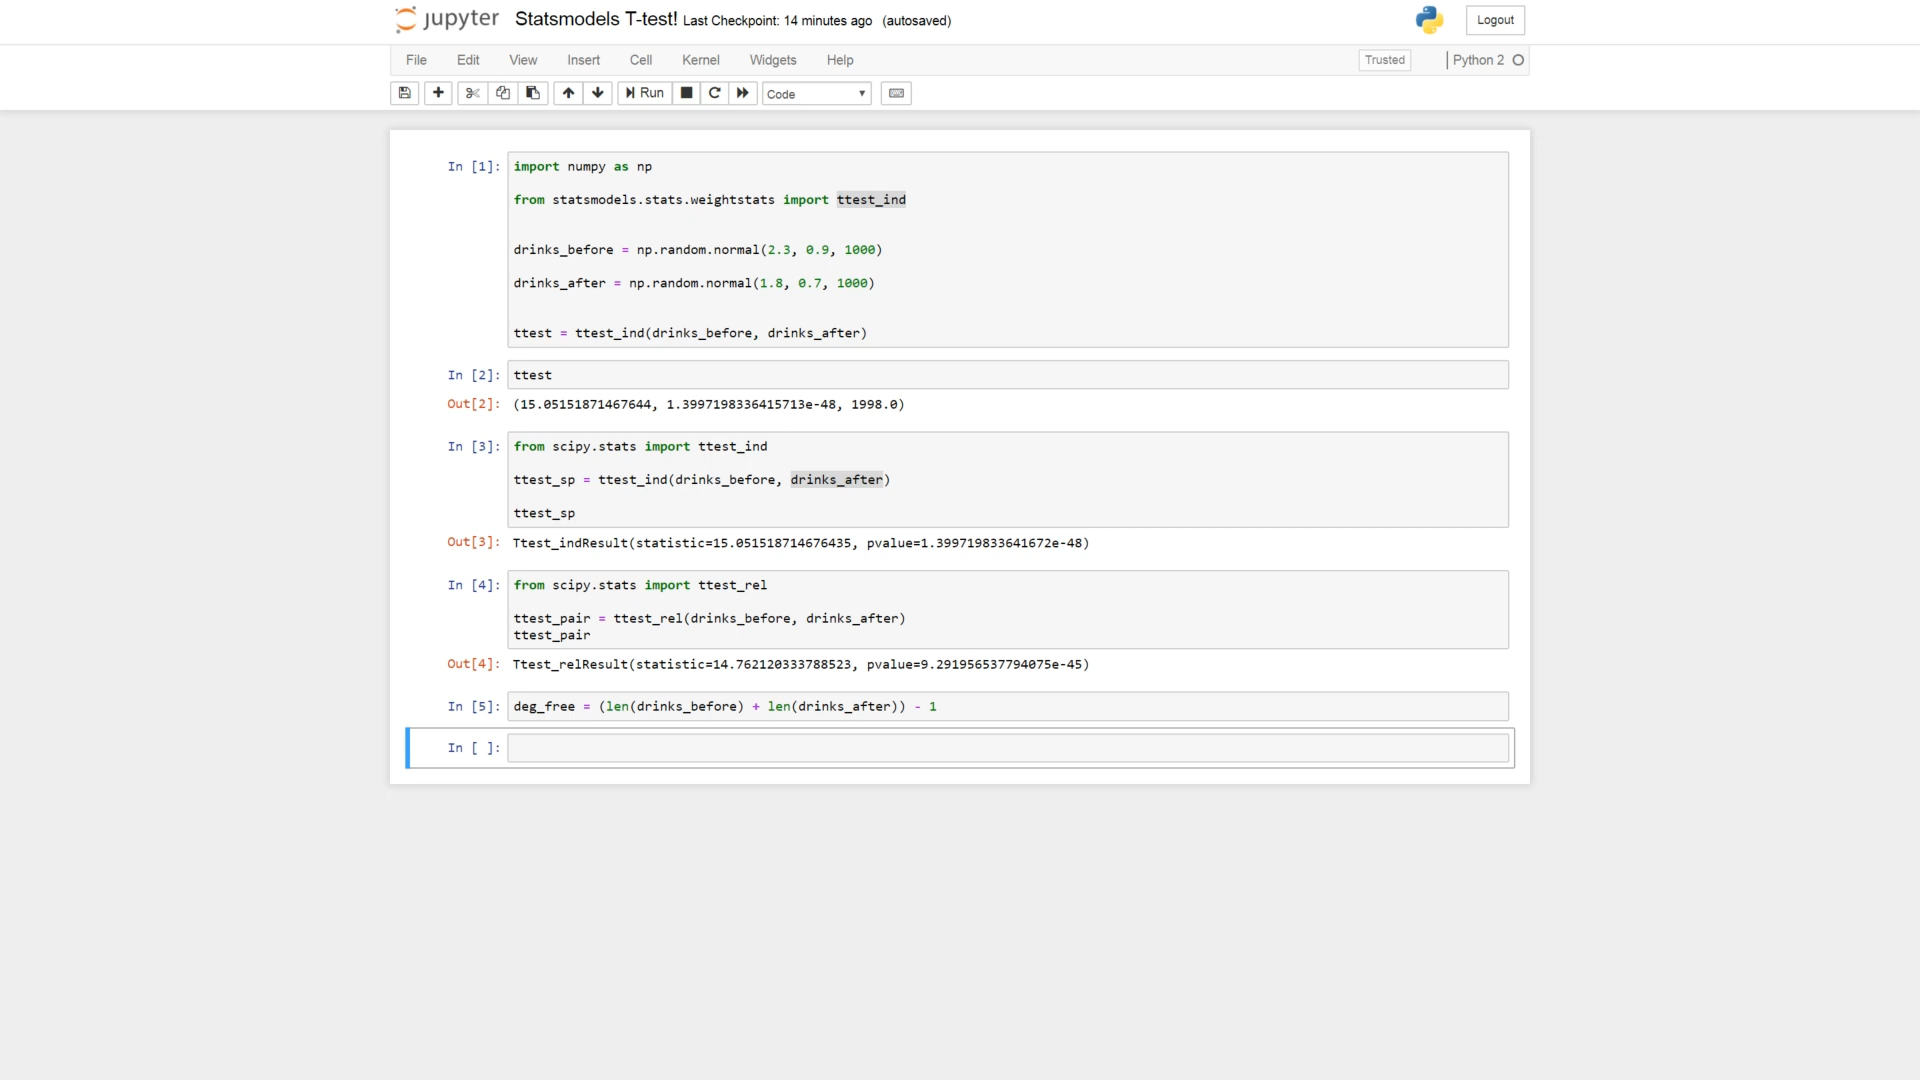 jupyter Statsmodels T-test! Last Checkpoint: 14 minutes ago (autosaved) Logout
File Edit View Insert Cell Kernel Widgets Help Trusted Python 2
Run Code
In [1]: import numpy as np
from statsmodels.stats.weightstats import ttest_ind
drinks_before = np.random.normal(2.3, 0.9, 1000)
drinks_after = np.random.normal(1.8, 0.7, 1000)
ttest = ttest_ind(drinks_before, drinks_after)
In [2]: ttest
Out[2]: (15.05151871467644, 1.3997198336415713e-48, 1998.0)
In [3]: from scipy.stats import ttest_ind
ttest_sp = ttest_ind(drinks_before, drinks_after)
ttest_sp
Out[3]: Ttest_indResult(statistic=15.051518714676435, pvalue=1.399719833641672e-48)
In [4]: from scipy.stats import ttest_rel
ttest_pair = ttest_rel(drinks_before, drinks_after)
ttest_pair
Out[4]: Ttest_relResult(statistic=14.762120333788523, pvalue=9.291956537794075e-45)
In [5]: deg_free = (len(drinks_before) + len(drinks_after)) - 1
In [ ]: